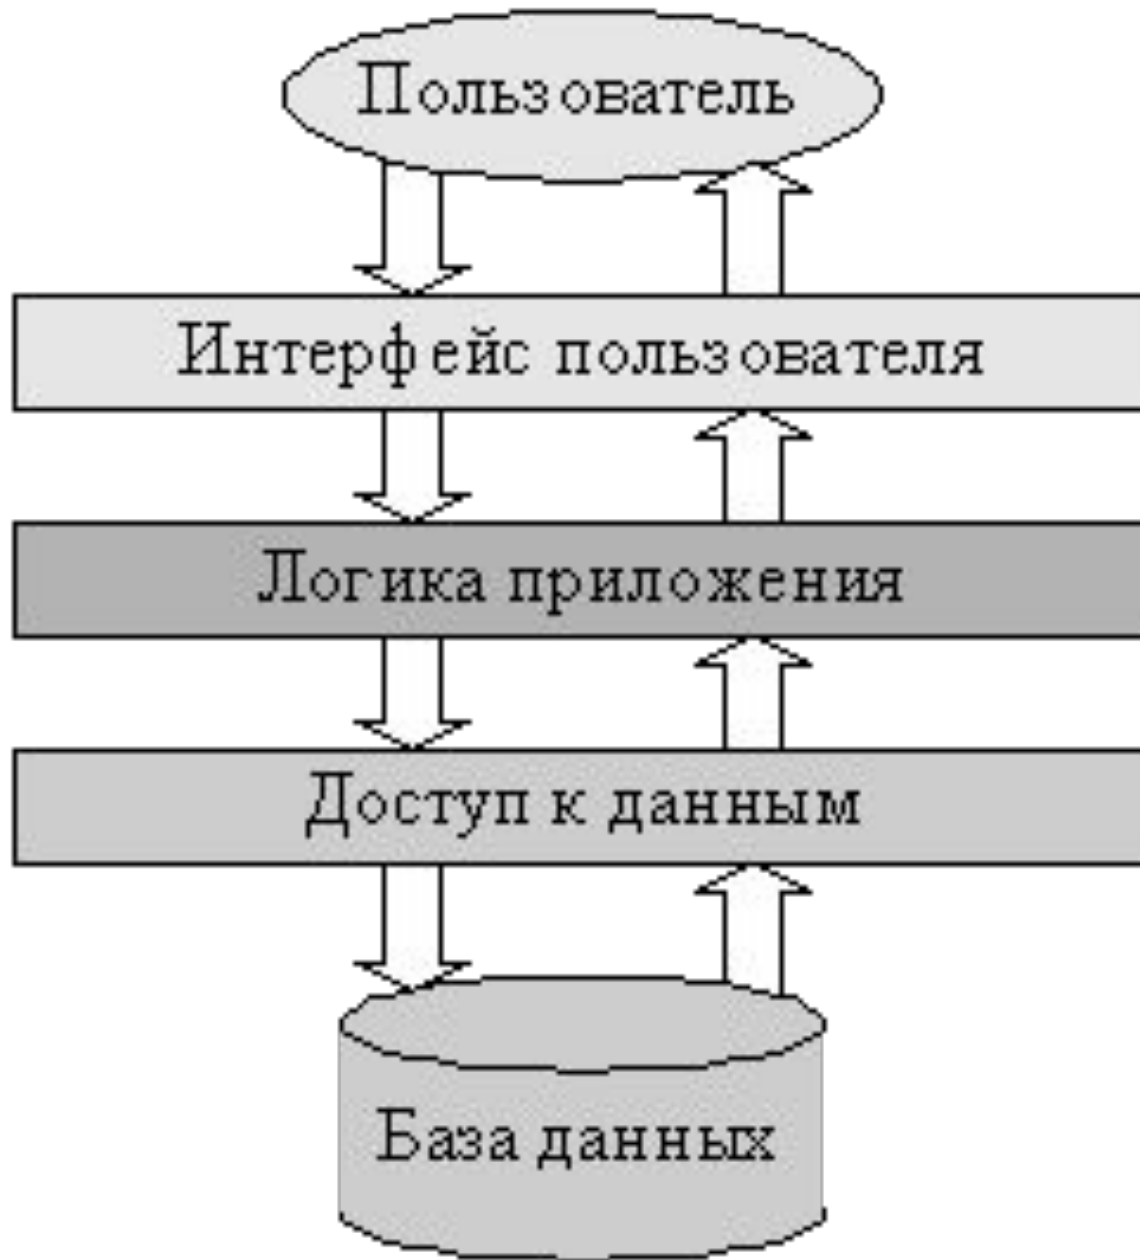 Пользователь
Интерфейс пользователя
Логика приложения
Доступ к данным
База данных